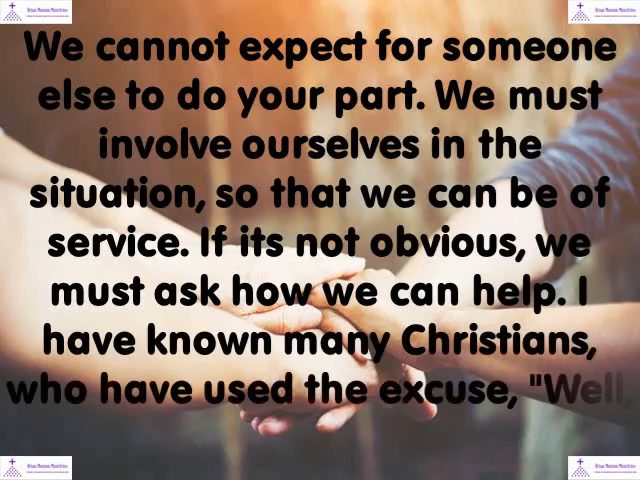 We cannot expect for someone
else to do your part. We must
involve ourselves in the
situation, so that we can be of
service. If its not obvious, we
must ask how we can help. I
have known many Christians,
who have used the excuse, "Well